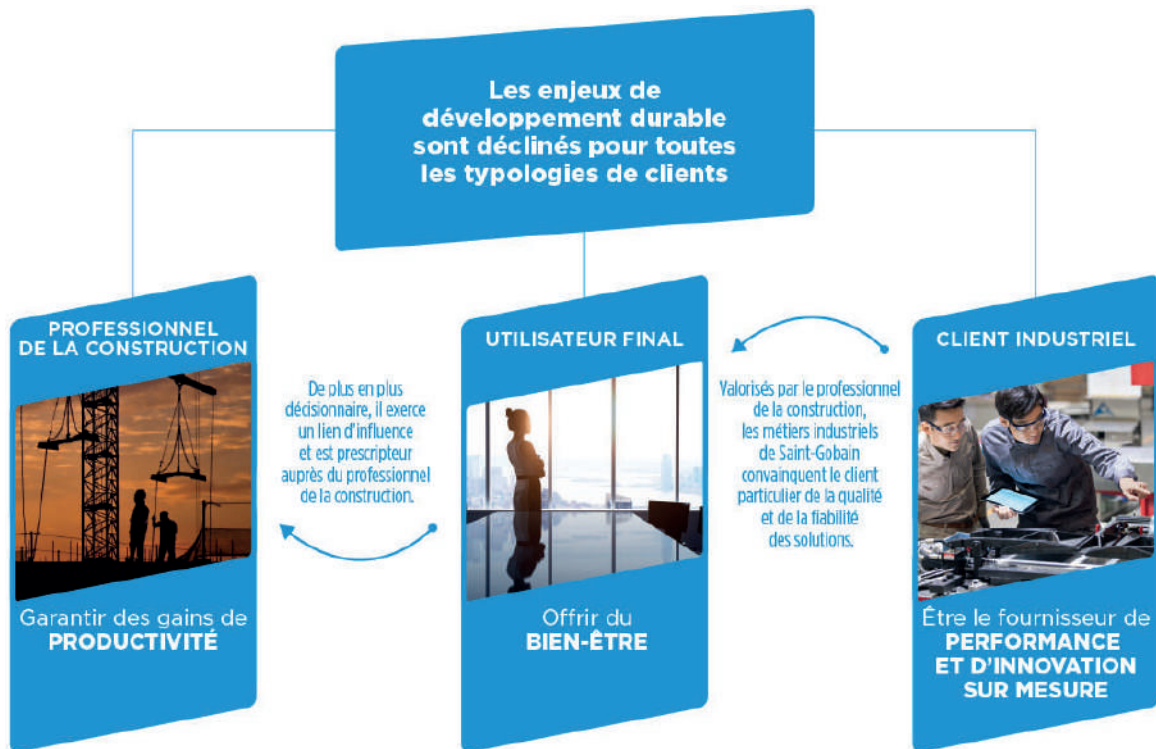 Les enjeux de
développement durable
sont déclinés pour toutes
les typologies de clients
PROFESSIONNEL
DE LA CONSTRUCTION
Garantir des gains de
PRODUCTIVITÉ
De plus en plus
décisionnaire, il exerce
un lien d'influence
et est prescripteur
auprès du professionnel
de la construction.
UTILISATEUR FINAL
Offrir du
BIEN-ÊTRE
Valorisés par le professionnel
de la construction,
les métiers industriels
de Saint-Gobain
convainquent le client
particulier de la qualité
et de la fiabilité
des solutions.
CLIENT INDUSTRIEL
Être le fournisseur de
PERFORMANCE
ET D'INNOVATION
SUR MESURE